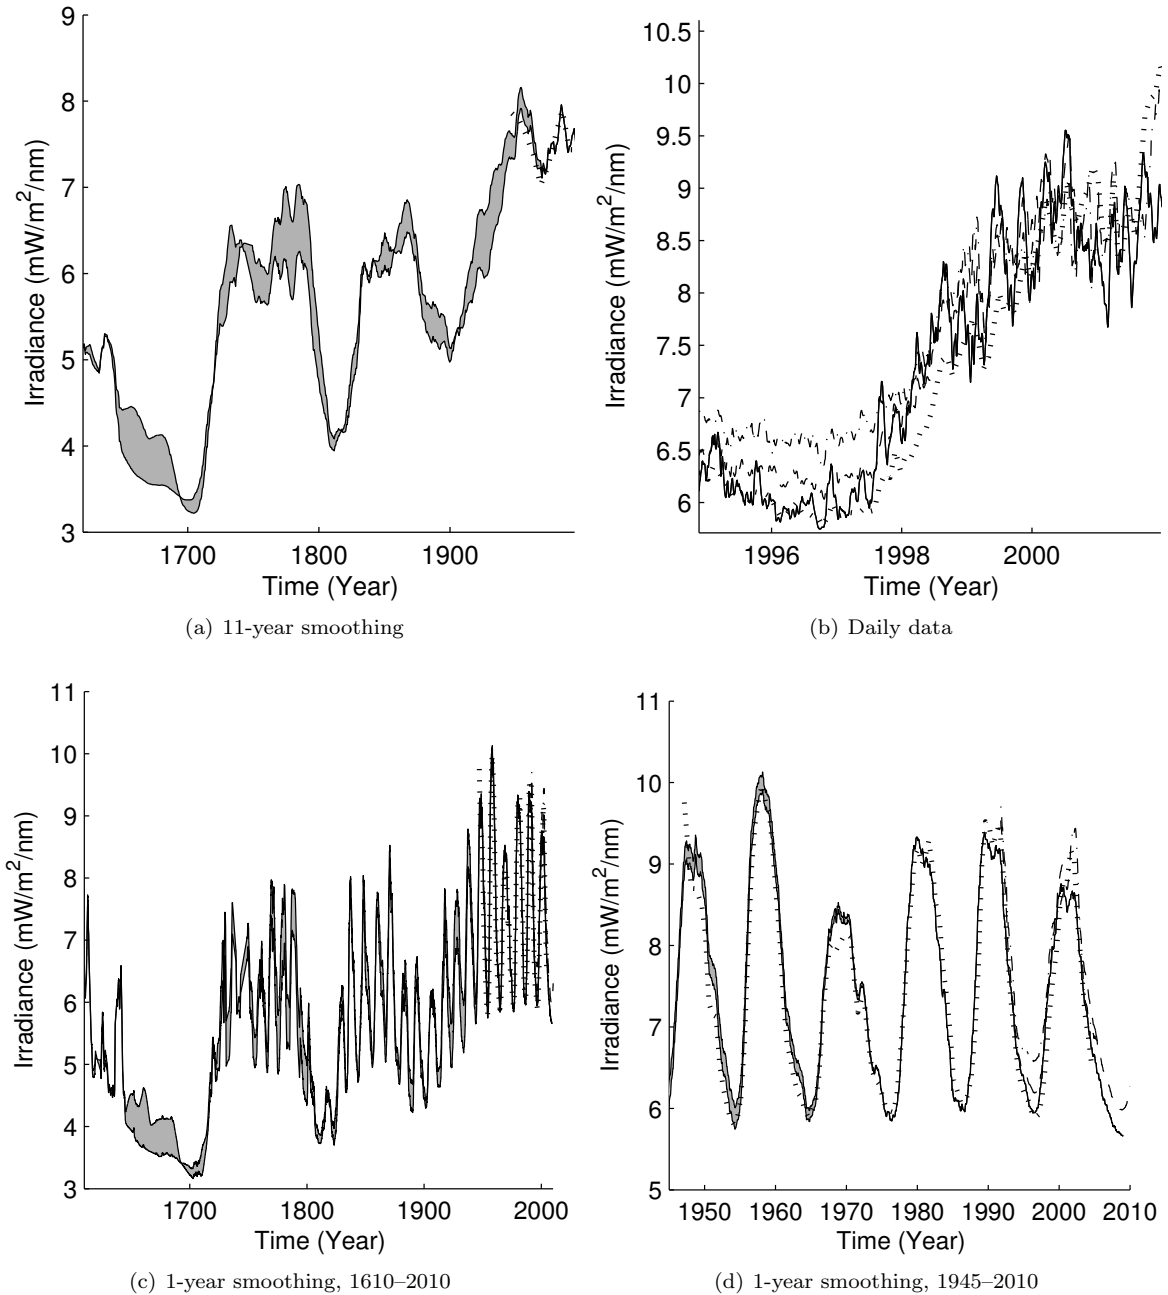 9
8
7
6
5
4
3
1700 1800 1900
Time (Year)
Irradiance (mW/m²/nm)
(a) 11-year smoothing
10.5
10
9.5
9
8.5
8
7.5
7
6.5
6
1996 1998 2000
Time (Year)
Irradiance (mW/m²/nm)
(b) Daily data
11
10
9
8
7
6
5
4
3
1700 1800 1900 2000
Time (Year)
Irradiance (mW/m²/nm)
(c) 1-year smoothing, 1610–2010
11
10
9
8
7
6
5
1950 1960 1970 1980 1990 2000 2010
Time (Year)
Irradiance (mW/m²/nm)
(d) 1-year smoothing, 1945–2010